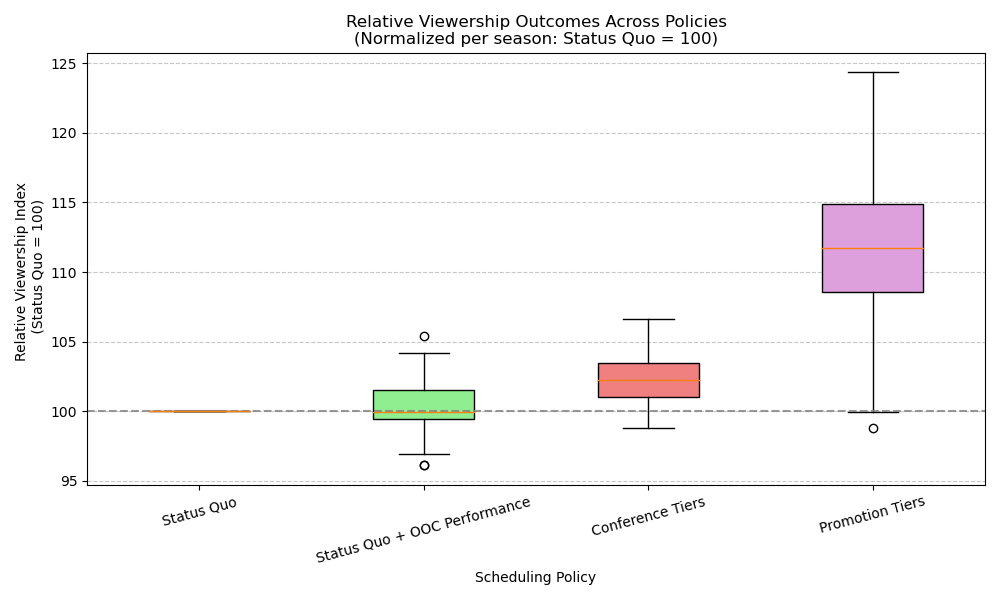 Relative Viewership Outcomes Across Policies
(Normalized per season: Status Quo = 100)
Relative Viewership Index
(Status Quo = 100)
125
120
115
110
105
100
95
Status Quo
Status Quo + OOC Performance
Conference Tiers
Promotion Tiers
Scheduling Policy